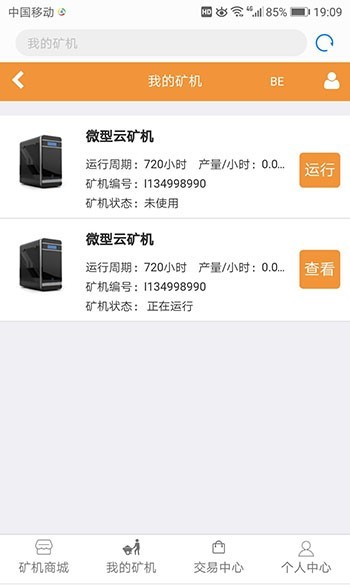 中国移动 HD 4G 85% 19:09
我的矿机
我的矿机 BE
微型云矿机
运行周期：720小时 产量/小时：0.0...
矿机编号：I134998990
矿机状态：未使用
运行
微型云矿机
运行周期：720小时 产量/小时：0.0...
矿机编号：I134998990
矿机状态： 正在运行
查看
矿机商城 我的矿机 交易中心 个人中心